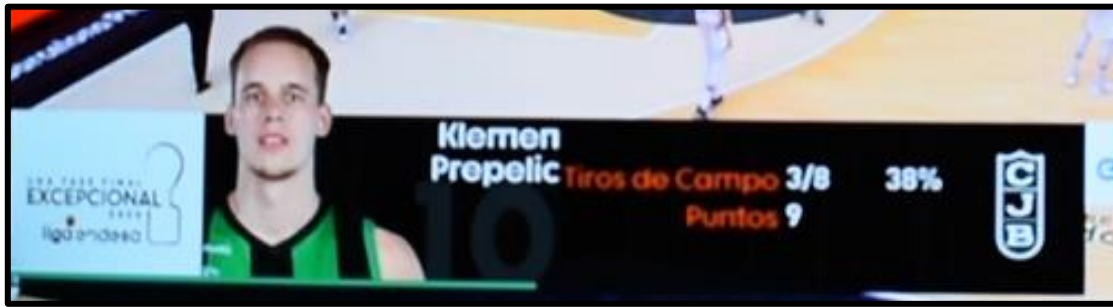 UNA FASE FINAL
EXCEPCIONAL
liga endesa
Klemen
Prepelic
Tiros de Campo 3/8 38%
Puntos 9
10
C
J
B